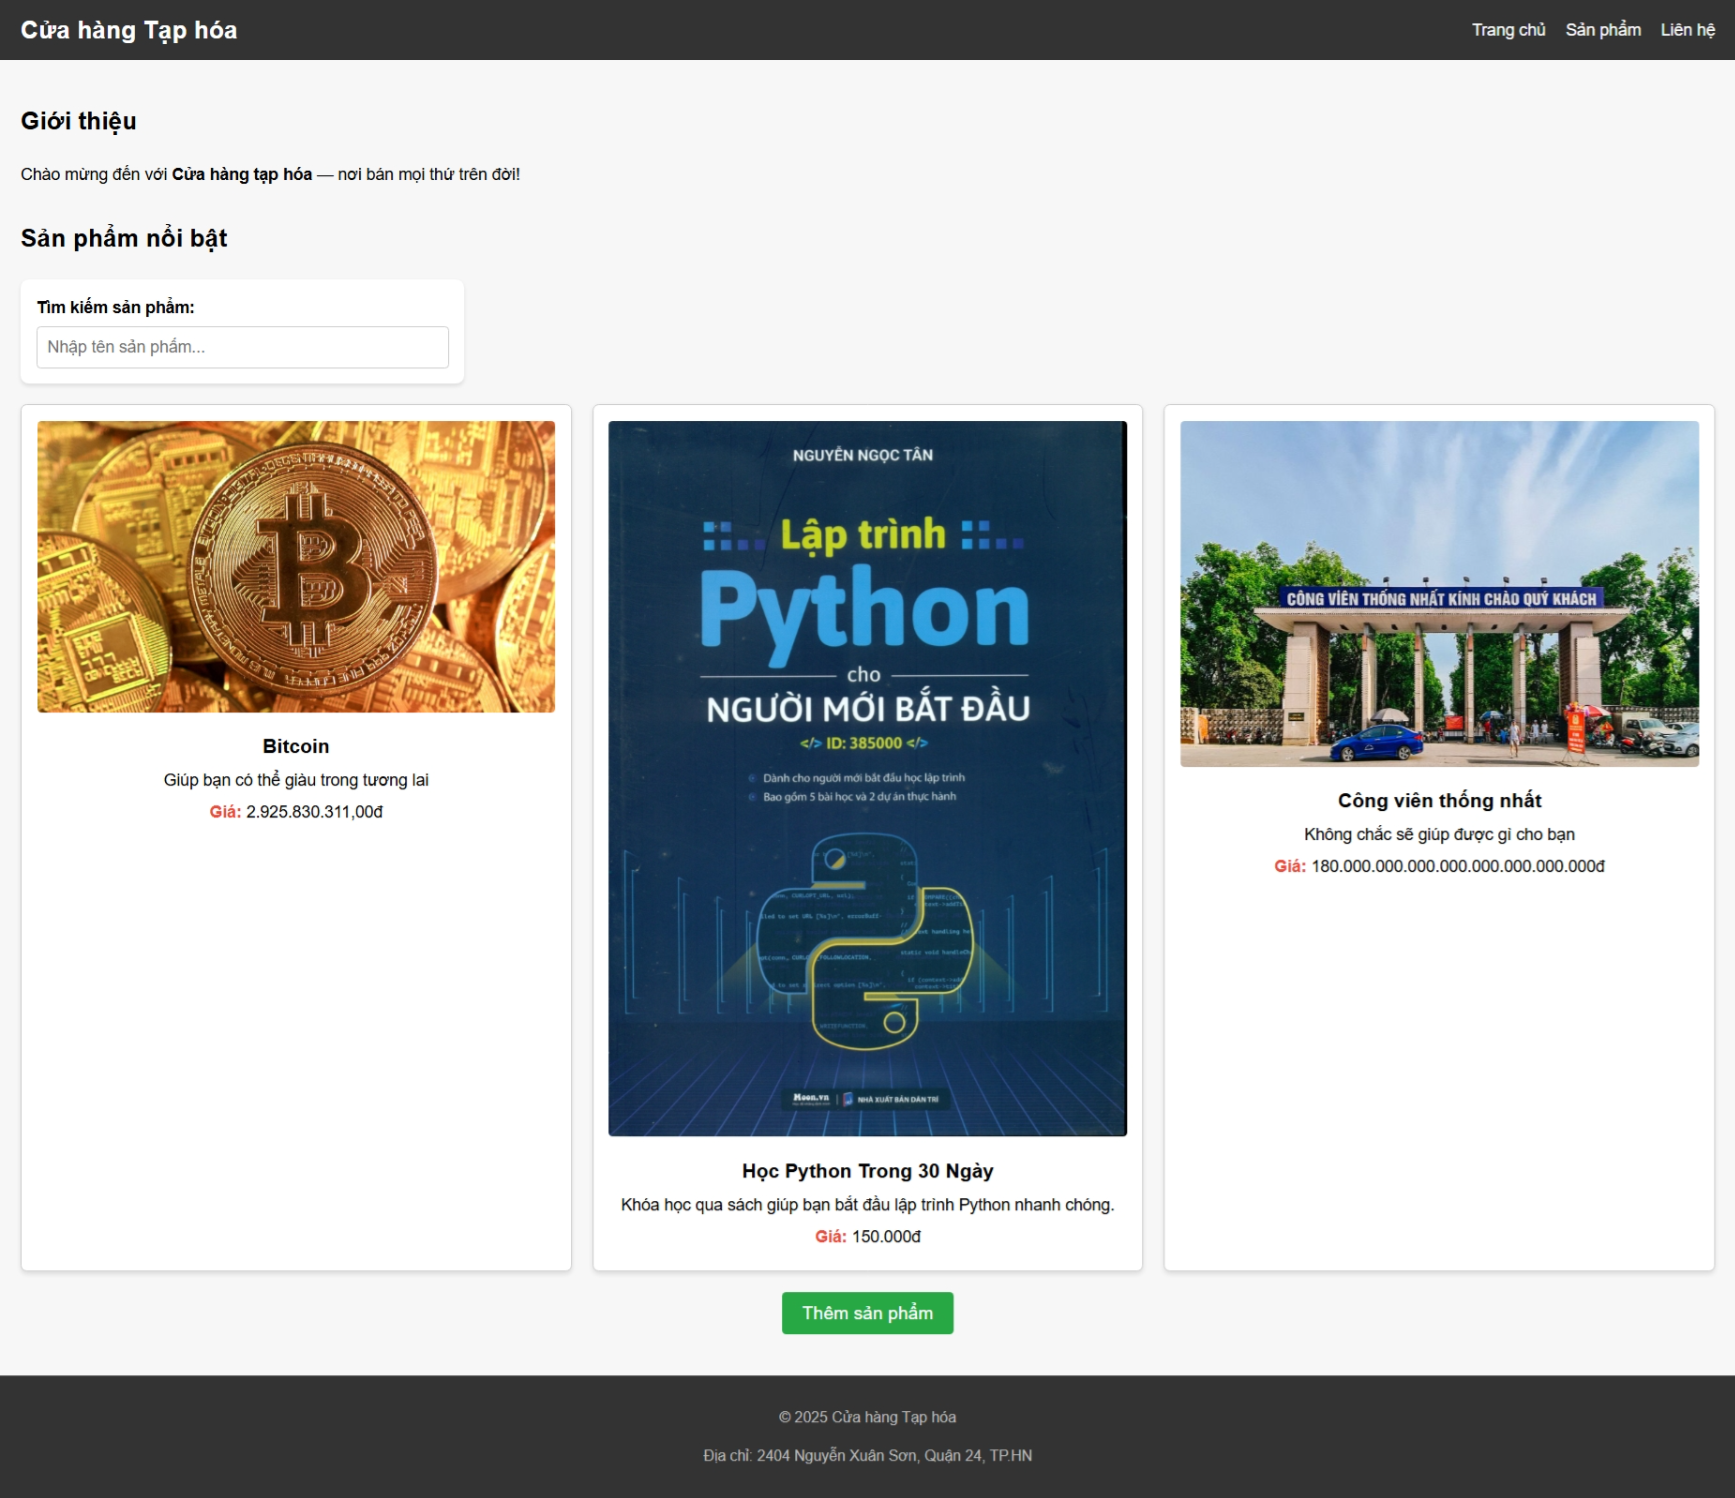 Cửa hàng Tạp hóa
Trang chủ Sản phẩm Liên hệ
Giới thiệu
Chào mừng đến với Cửa hàng tạp hóa — nơi bán mọi thứ trên đời!
Sản phẩm nổi bật
Tìm kiếm sản phẩm:
Nhập tên sản phẩm...
Bitcoin
Giúp bạn có thể giàu trong tương lai
Giá: 2.925.830.311,00đ
NGUYỄN NGỌC TÂN
Lập trình
Python
cho
NGƯỜI MỚI BẮT ĐẦU
</> ID: 385000 </>
Dành cho người mới bắt đầu học lập trình
Bao gồm 5 bài học và 2 dự án thực hành
Moon.vn
NHÀ XUẤT BẢN DÂN TRÍ
Học Python Trong 30 Ngày
Khóa học qua sách giúp bạn bắt đầu lập trình Python nhanh chóng.
Giá: 150.000đ
CÔNG VIÊN THỐNG NHẤT KÍNH CHÀO QUÝ KHÁCH
Công viên thống nhất
Không chắc sẽ giúp được gì cho bạn
Giá: 180.000.000.000.000.000.000.000.000đ
Thêm sản phẩm
© 2025 Cửa hàng Tạp hóa
Địa chỉ: 2404 Nguyễn Xuân Sơn, Quận 24, TP.HN